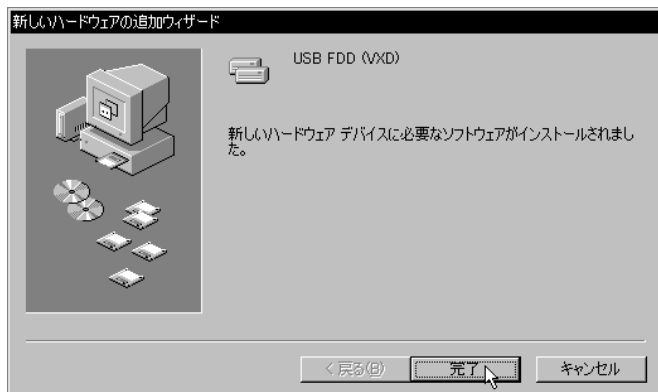 新しいハードウェアの追加ウィザード
USB FDD (VXD)
新しいハードウェア デバイスに必要なソフトウェアがインストールされまし
た。
< 戻る(B)
完了
キャンセル